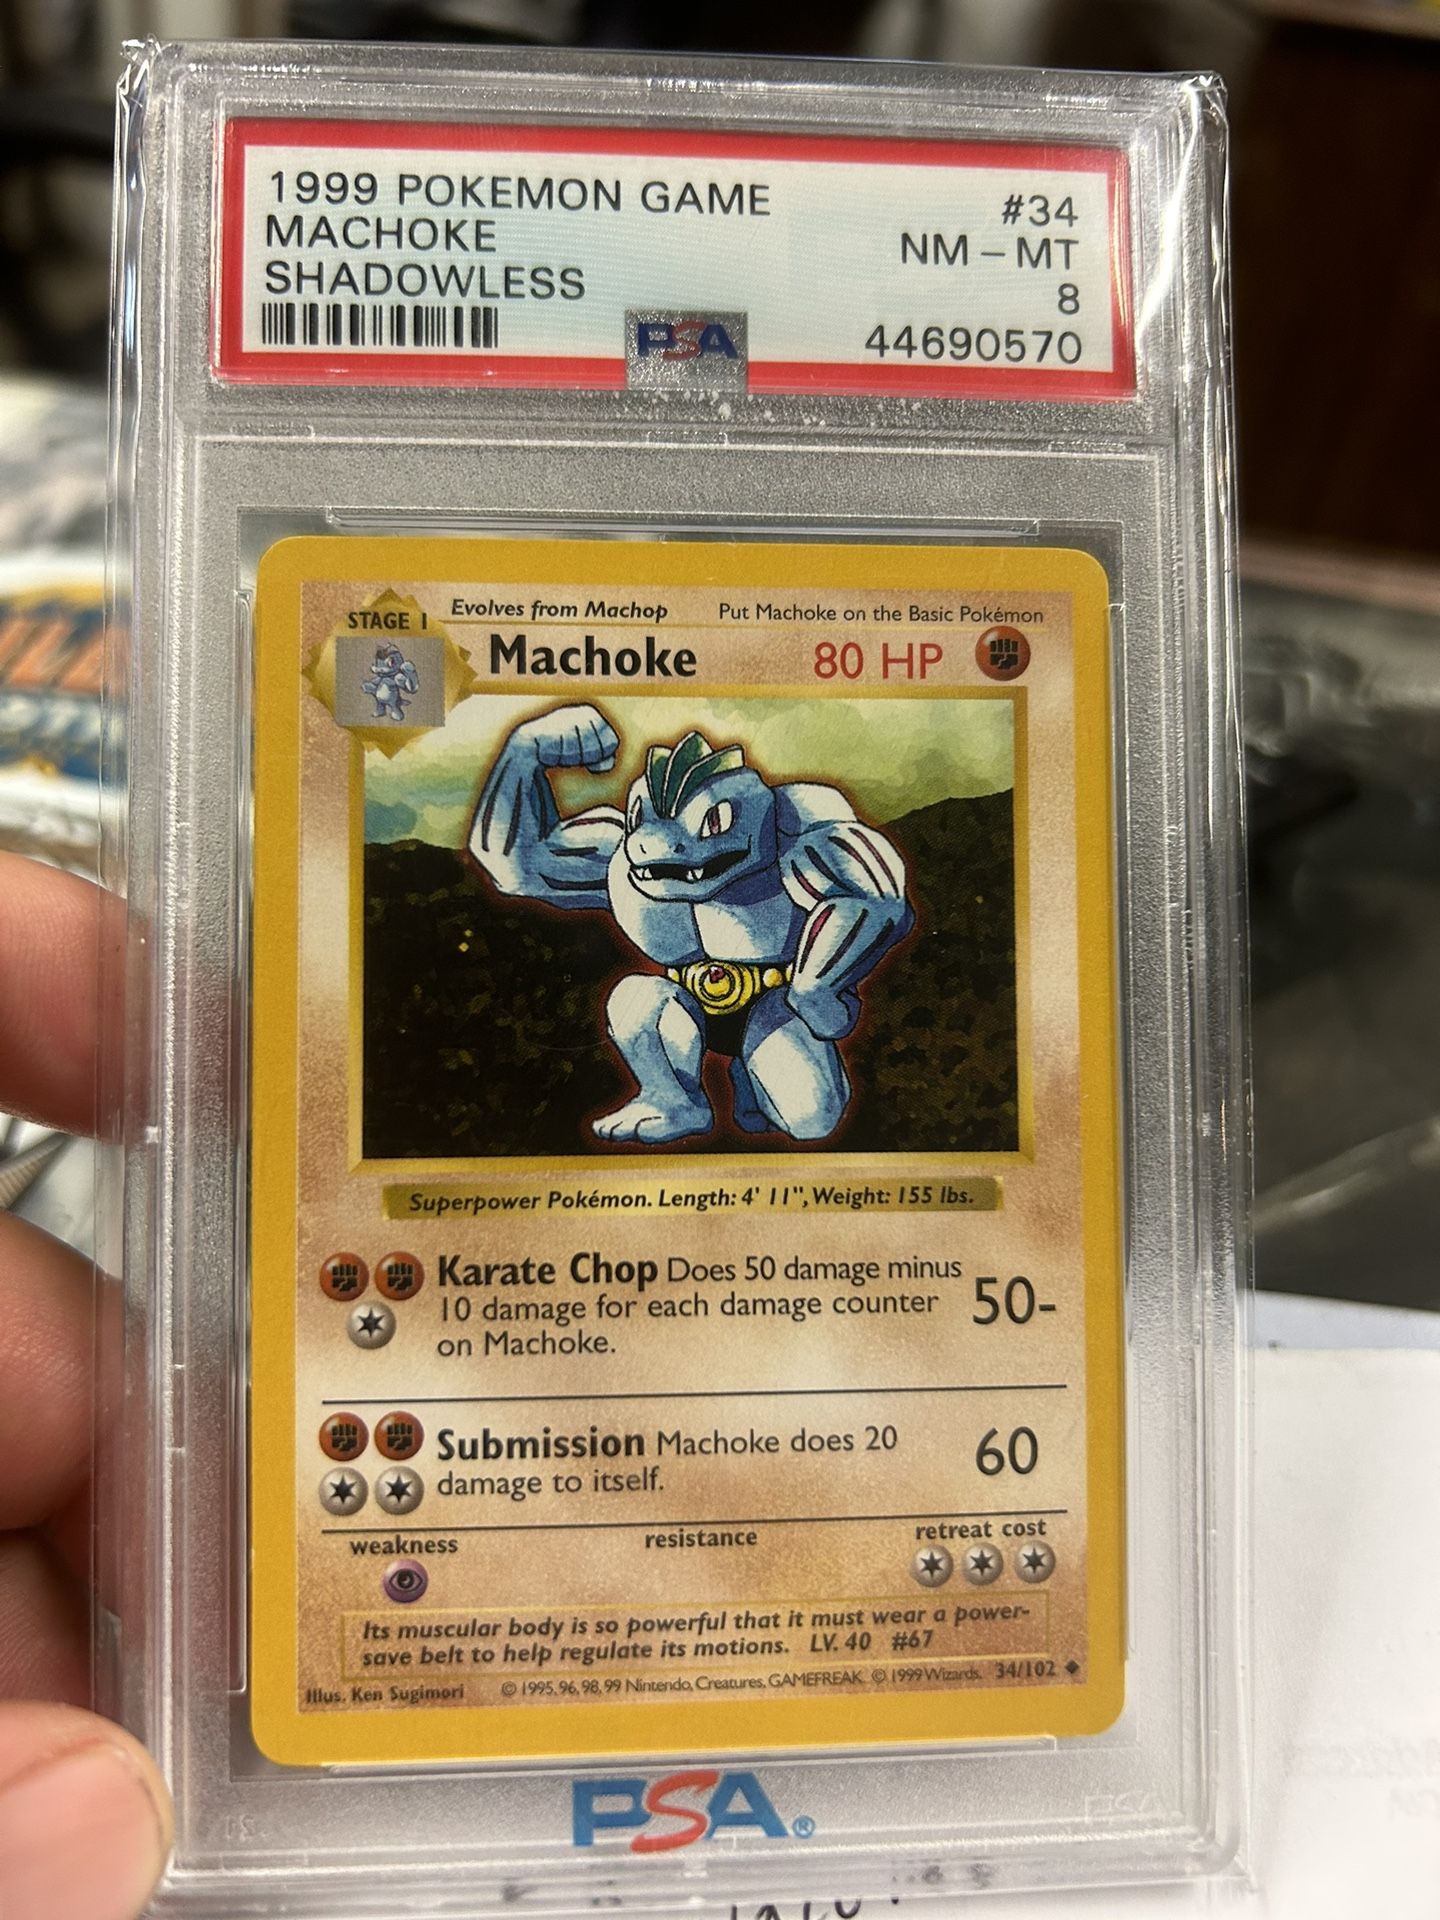 1999 POKEMON GAME #34
MACHOKE NM - MT
SHADOWLESS 8
PSA 44690570
STAGE 1 Evolves from Machop Put Machoke on the Basic Pokémon
Machoke 80 HP
Superpower Pokémon. Length: 4' 11", Weight: 155 lbs.
Karate Chop Does 50 damage minus
10 damage for each damage counter
on Machoke.
50-
Submission Machoke does 20
damage to itself.
60
weakness resistance retreat cost
Its muscular body is so powerful that it must wear a power-
save belt to help regulate its motions. LV. 40 #67
Illus. Ken Sugimori © 1995, 96, 98, 99 Nintendo, Creatures, GAMEFREAK. © 1999 Wizards. 34/102
PSA®